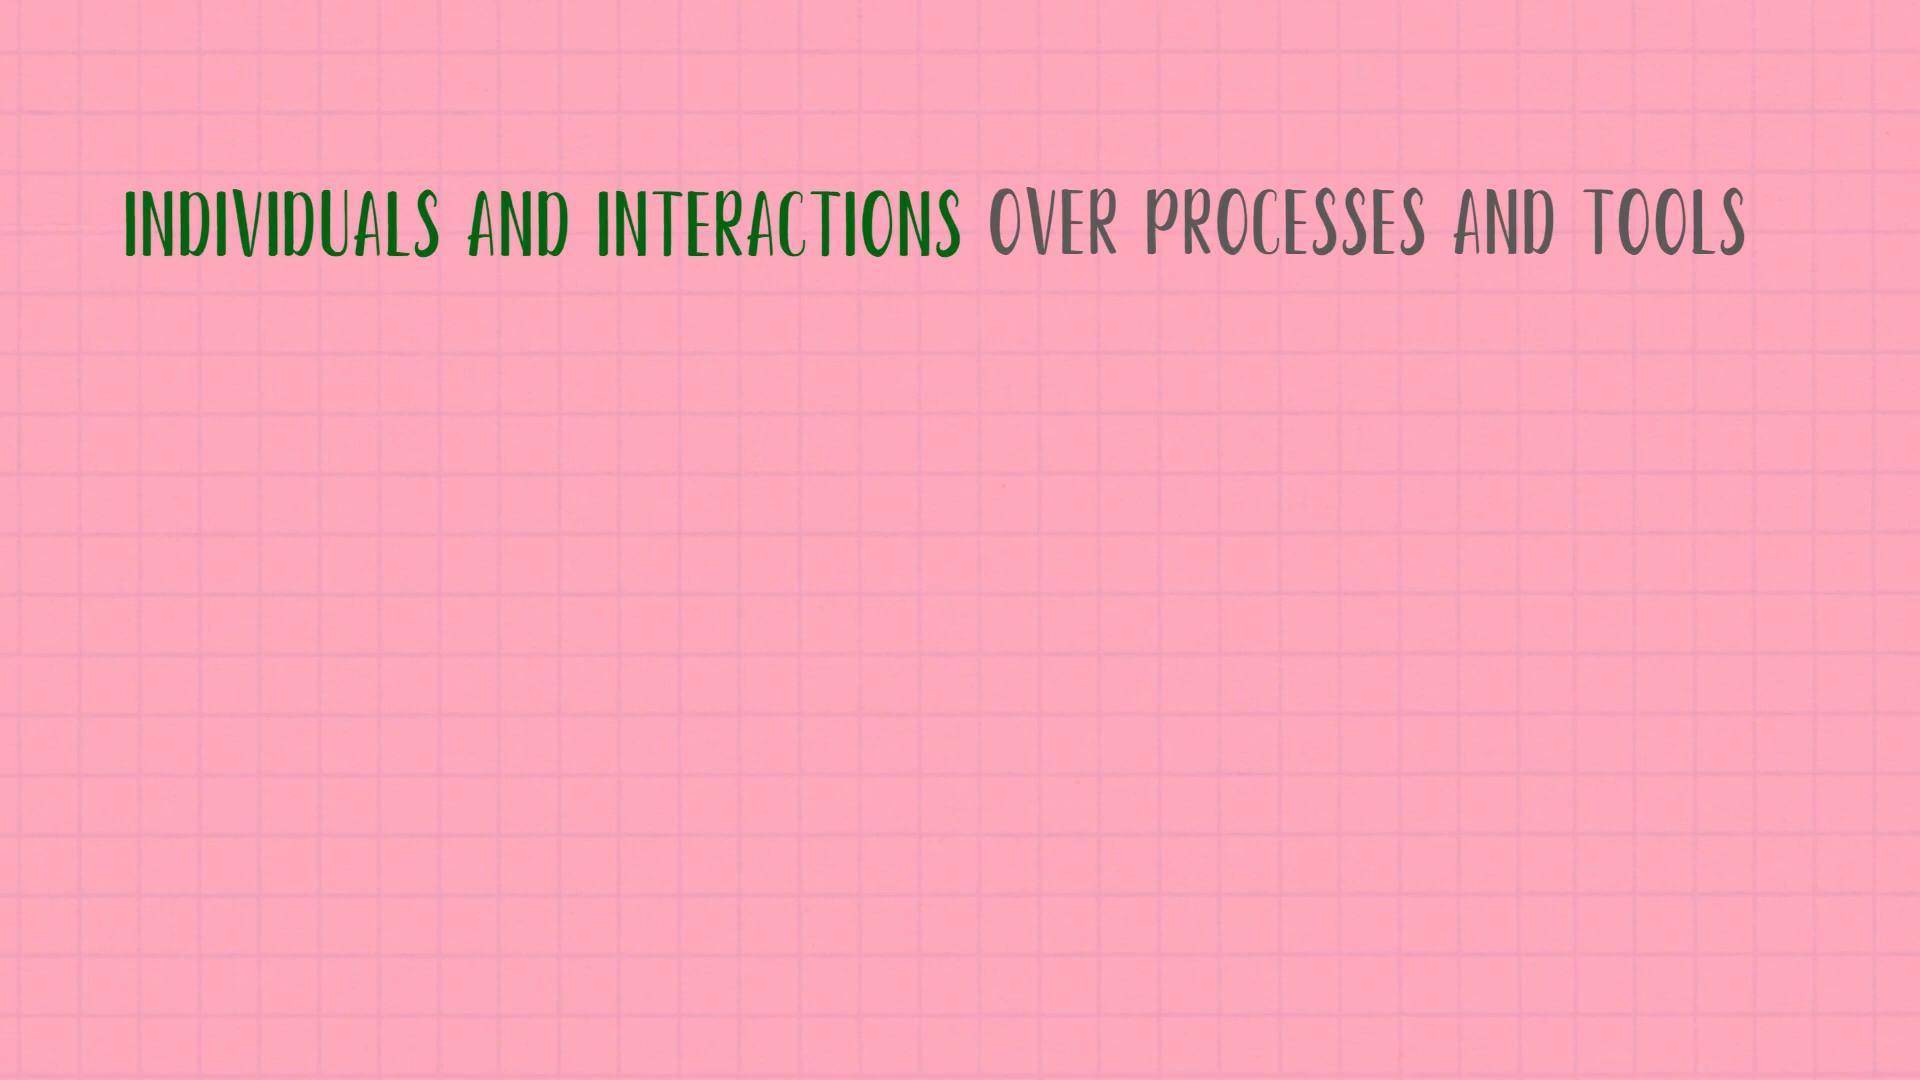 INDIVIDUALS AND INTERACTIONS OVER PROCESSES AND TOOLS